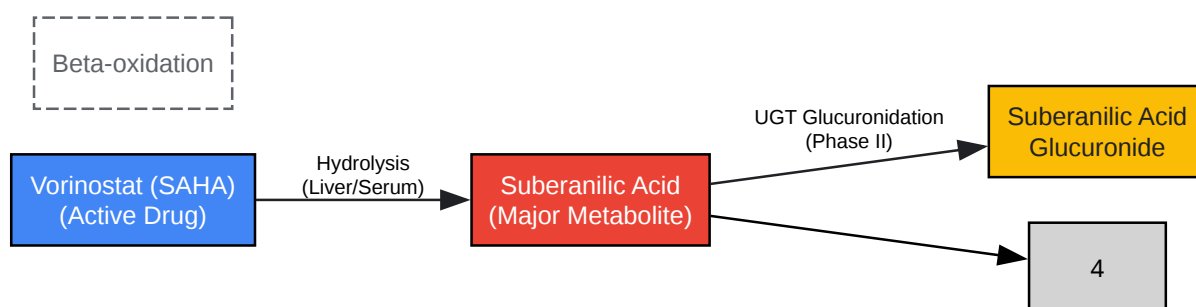 Beta-oxidation
Vorinostat (SAHA)
(Active Drug)
Hydrolysis
(Liver/Serum)
Suberanilic Acid
(Major Metabolite)
UGT Glucuronidation
(Phase II)
Suberanilic Acid
Glucuronide
4